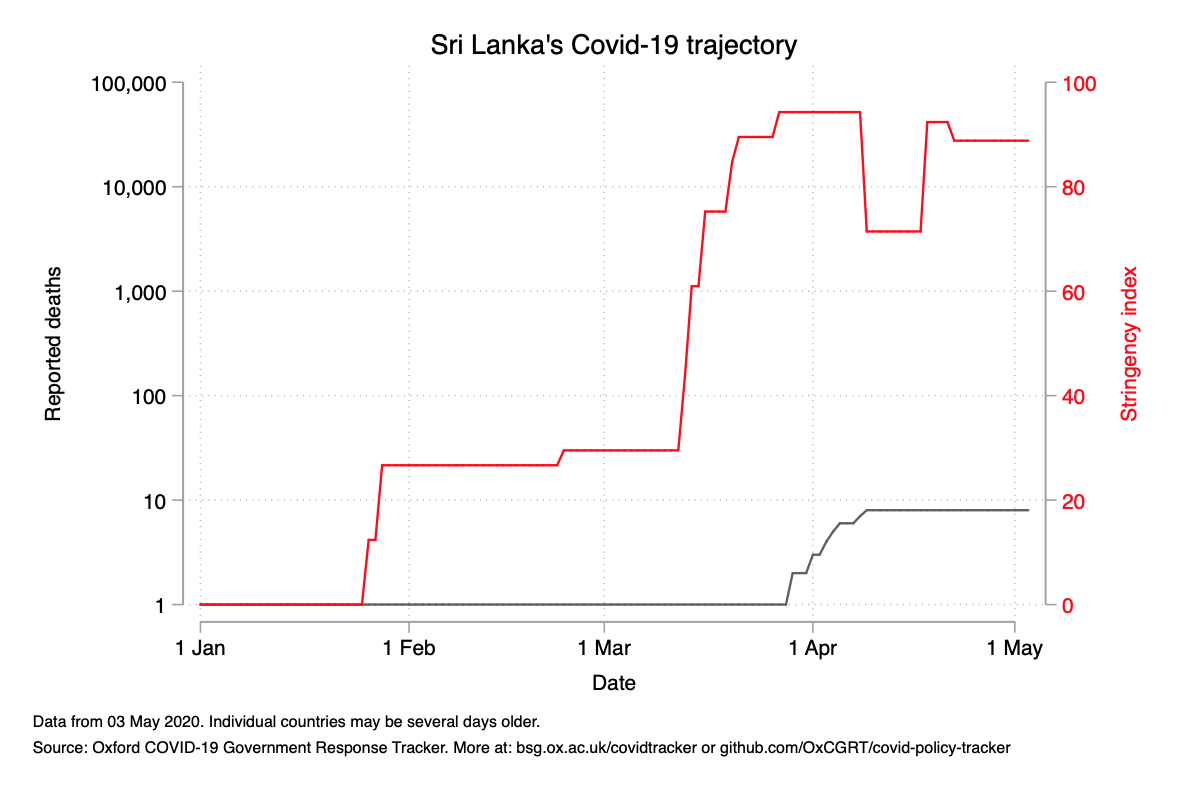 Sri Lanka's Covid-19 trajectory
Reported deaths
100,000
10,000
1,000
100
10
1
100
80
60
40
20
0
Stringency index
1 Jan
1 Feb
1 Mar
1 Apr
1 May
Date
Data from 03 May 2020. Individual countries may be several days older.
Source: Oxford COVID-19 Government Response Tracker. More at: bsg.ox.ac.uk/covidtracker or github.com/OxCGRT/covid-policy-tracker